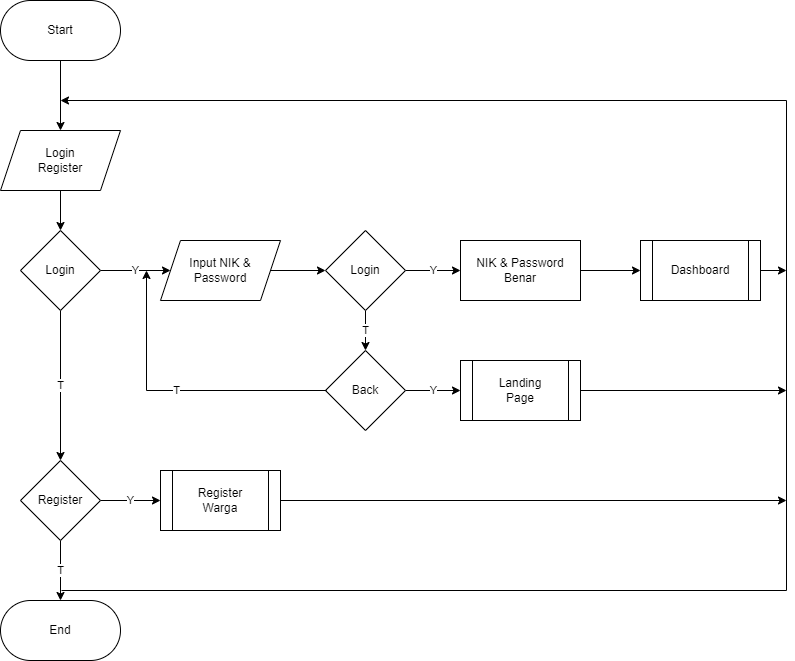 Start
Login
Register
Login
Y
Input NIK &
Password
Login
Y
NIK & Password
Benar
Dashboard
T
T
T
Back
Y
Landing
Page
Register
Y
Register
Warga
T
End